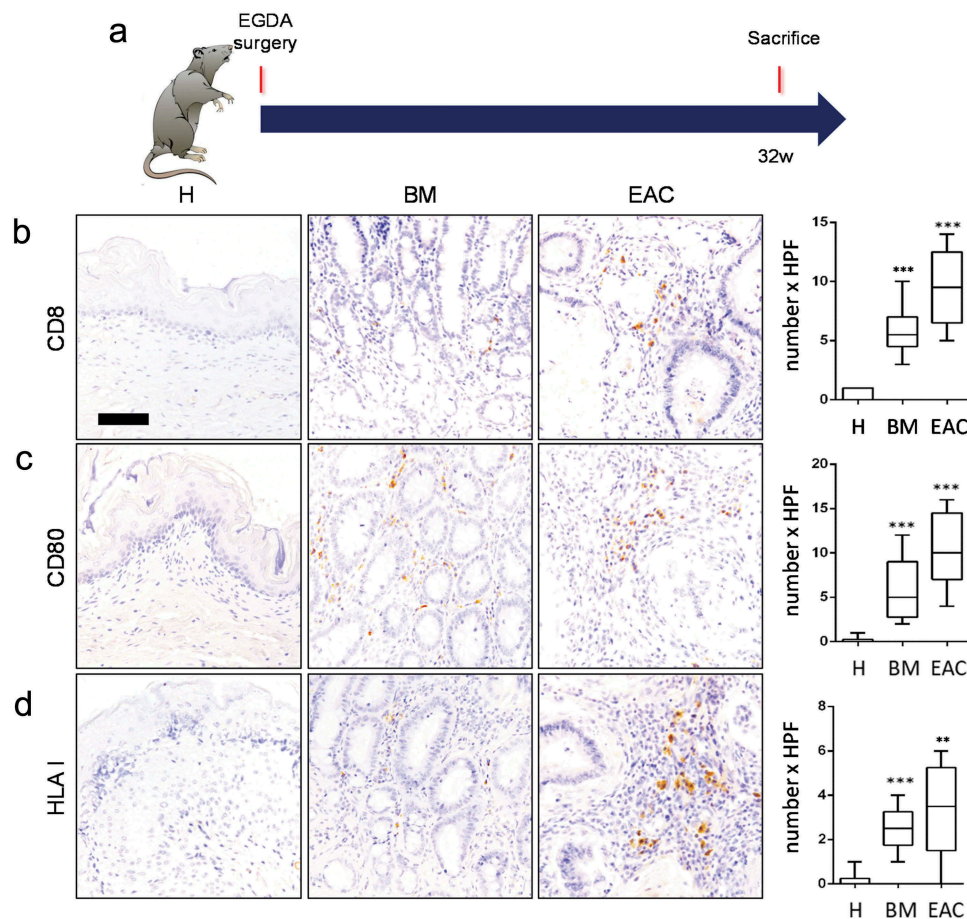 a
EGDA
surgery
Sacrifice
32w
H
BM
EAC
b
CD8
number x HPF
15
10
5
0
***
***
H BM EAC
c
CD80
number x HPF
20
15
10
5
0
***
***
H BM EAC
d
HLA I
number x HPF
8
6
4
2
0
***
**
H BM EAC